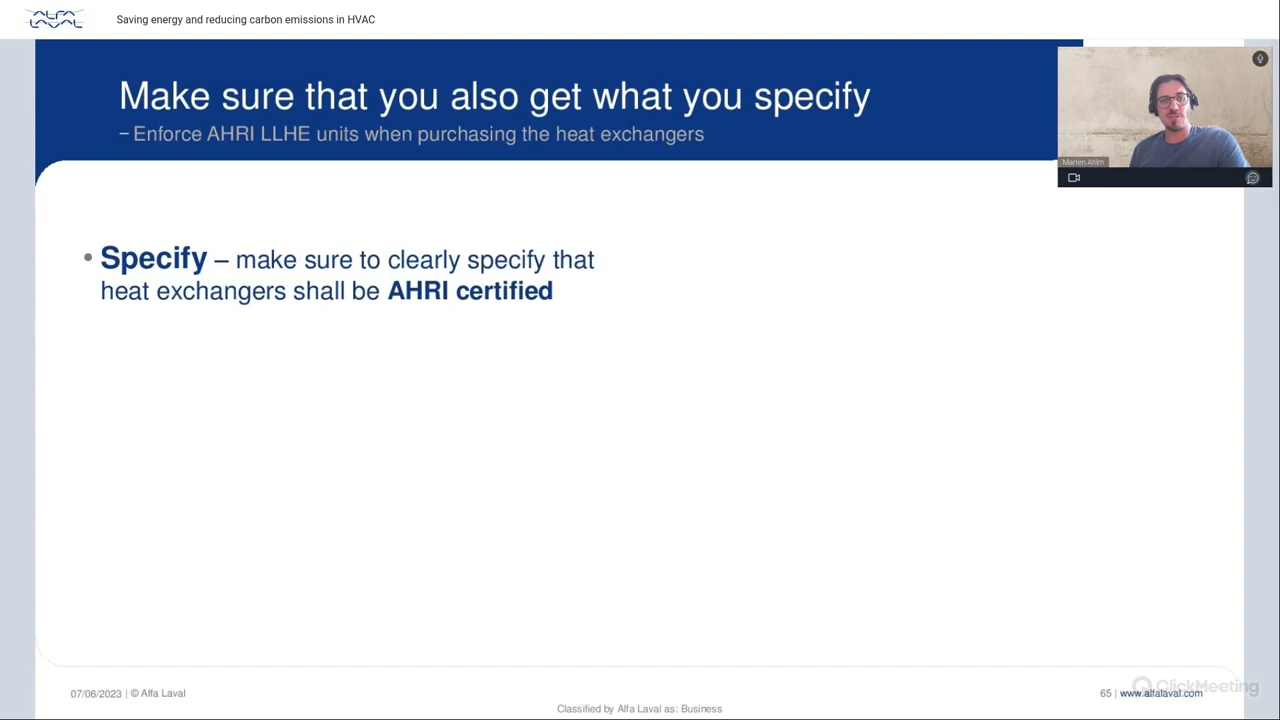 ALFA
LAVAL
Saving energy and reducing carbon emissions in HVAC
Make sure that you also get what you specify
– Enforce AHRI LLHE units when purchasing the heat exchangers
Marten Ahlm
• Specify – make sure to clearly specify that
heat exchangers shall be AHRI certified
07/06/2023 | © Alfa Laval
65 | www.alfalaval.com
ClickMeeting
Classified by Alfa Laval as: Business